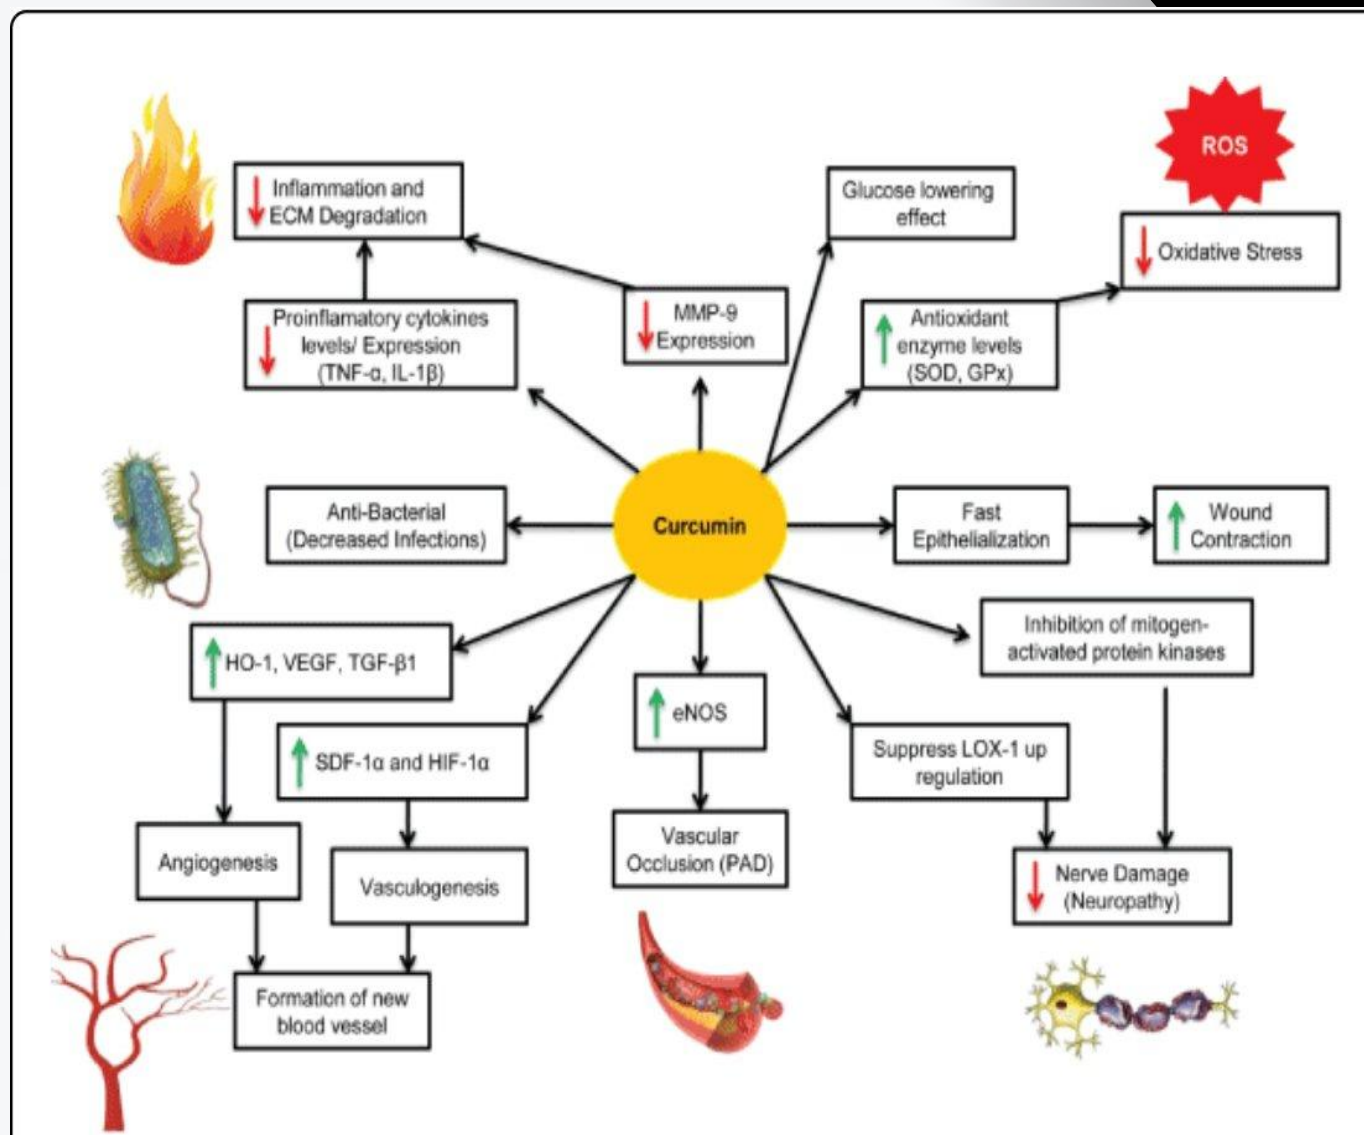 ROS
Inflammation and
ECM Degradation
Glucose lowering
effect
Oxidative Stress
Proinflamatory cytokines
levels/ Expression
(TNF-α, IL-1β)
MMP-9
Expression
Antioxidant
enzyme levels
(SOD, GPx)
Anti-Bacterial
(Decreased Infections)
Curcumin
Fast
Epithelialization
Wound
Contraction
HO-1, VEGF, TGF-β1
Inhibition of mitogen-
activated protein kinases
SDF-1α and HIF-1α
eNOS
Suppress LOX-1 up
regulation
Angiogenesis
Vasculogenesis
Vascular
Occlusion (PAD)
Nerve Damage
(Neuropathy)
Formation of new
blood vessel